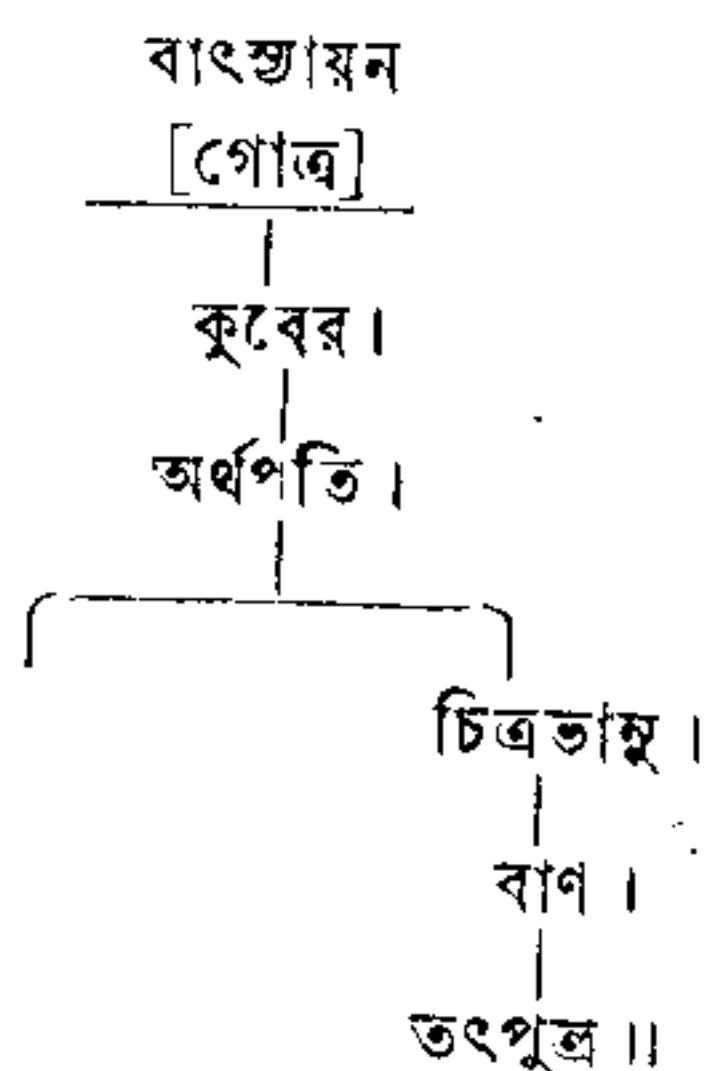 বাৎস্যায়ন
[গোত্র]
কুবের।
অর্থপতি।
চিত্রভানু।
বাণ।
তৎপুত্র॥